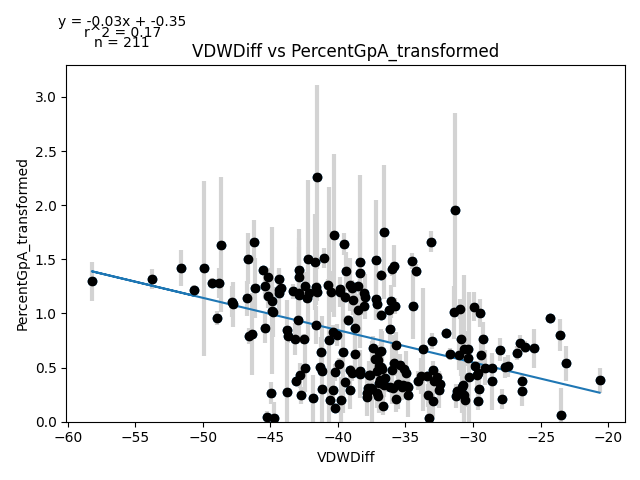 y = -0.03x + -0.35
r^2 = 0.17
n = 211
VDWDiff vs PercentGpA_transformed
PercentGpA_transformed
3.0
2.5
2.0
1.5
1.0
0.5
0.0
−60 −55 −50 −45 −40 −35 −30 −25 −20
VDWDiff